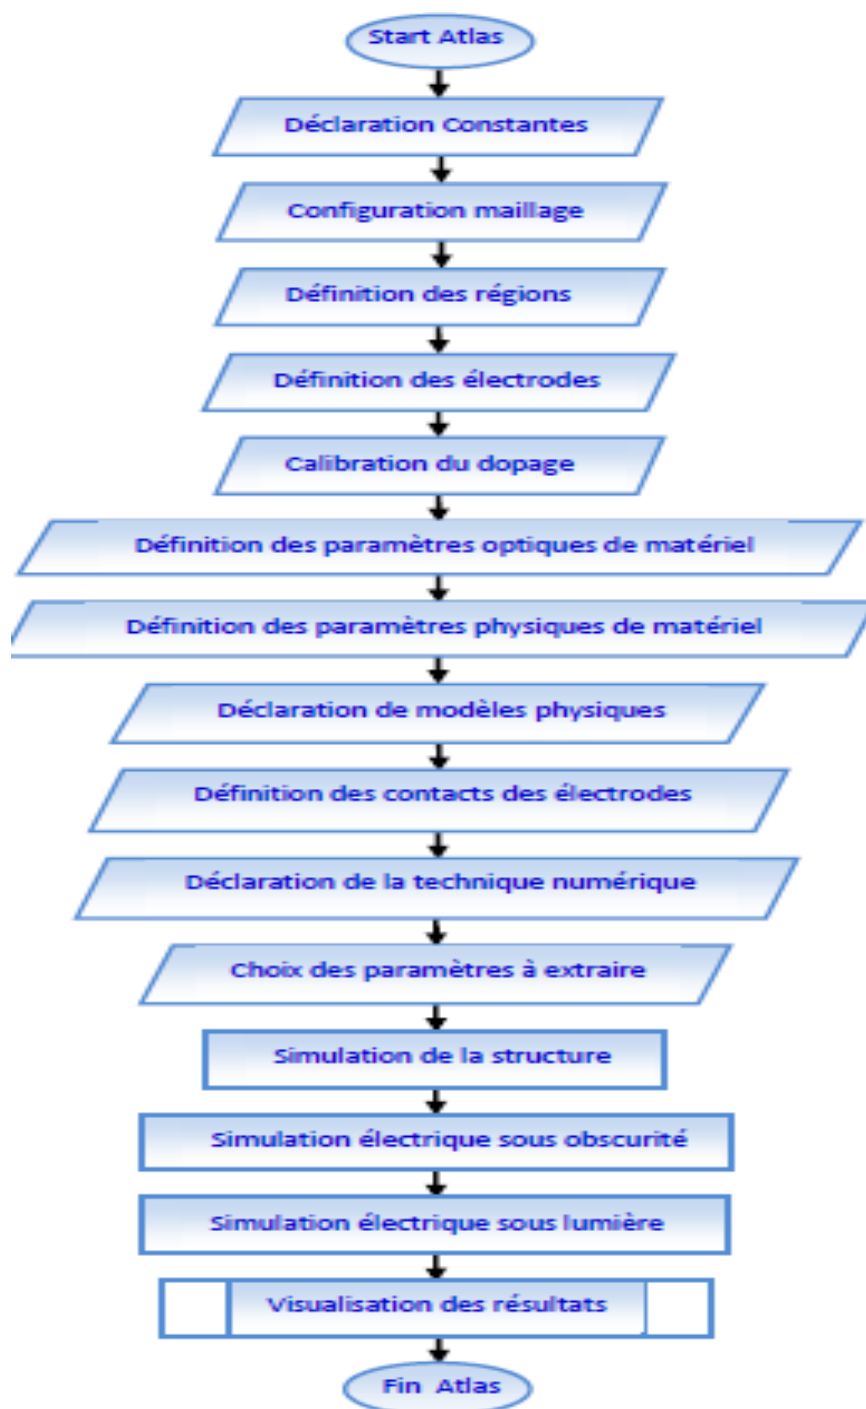 Start Atlas
Déclaration Constantes
Configuration maillage
Définition des régions
Définition des électrodes
Calibration du dopage
Définition des paramètres optiques de matériel
Définition des paramètres physiques de matériel
Déclaration de modèles physiques
Définition des contacts des électrodes
Déclaration de la technique numérique
Choix des paramètres à extraire
Simulation de la structure
Simulation électrique sous obscurité
Simulation électrique sous lumière
Visualisation des résultats
Fin Atlas